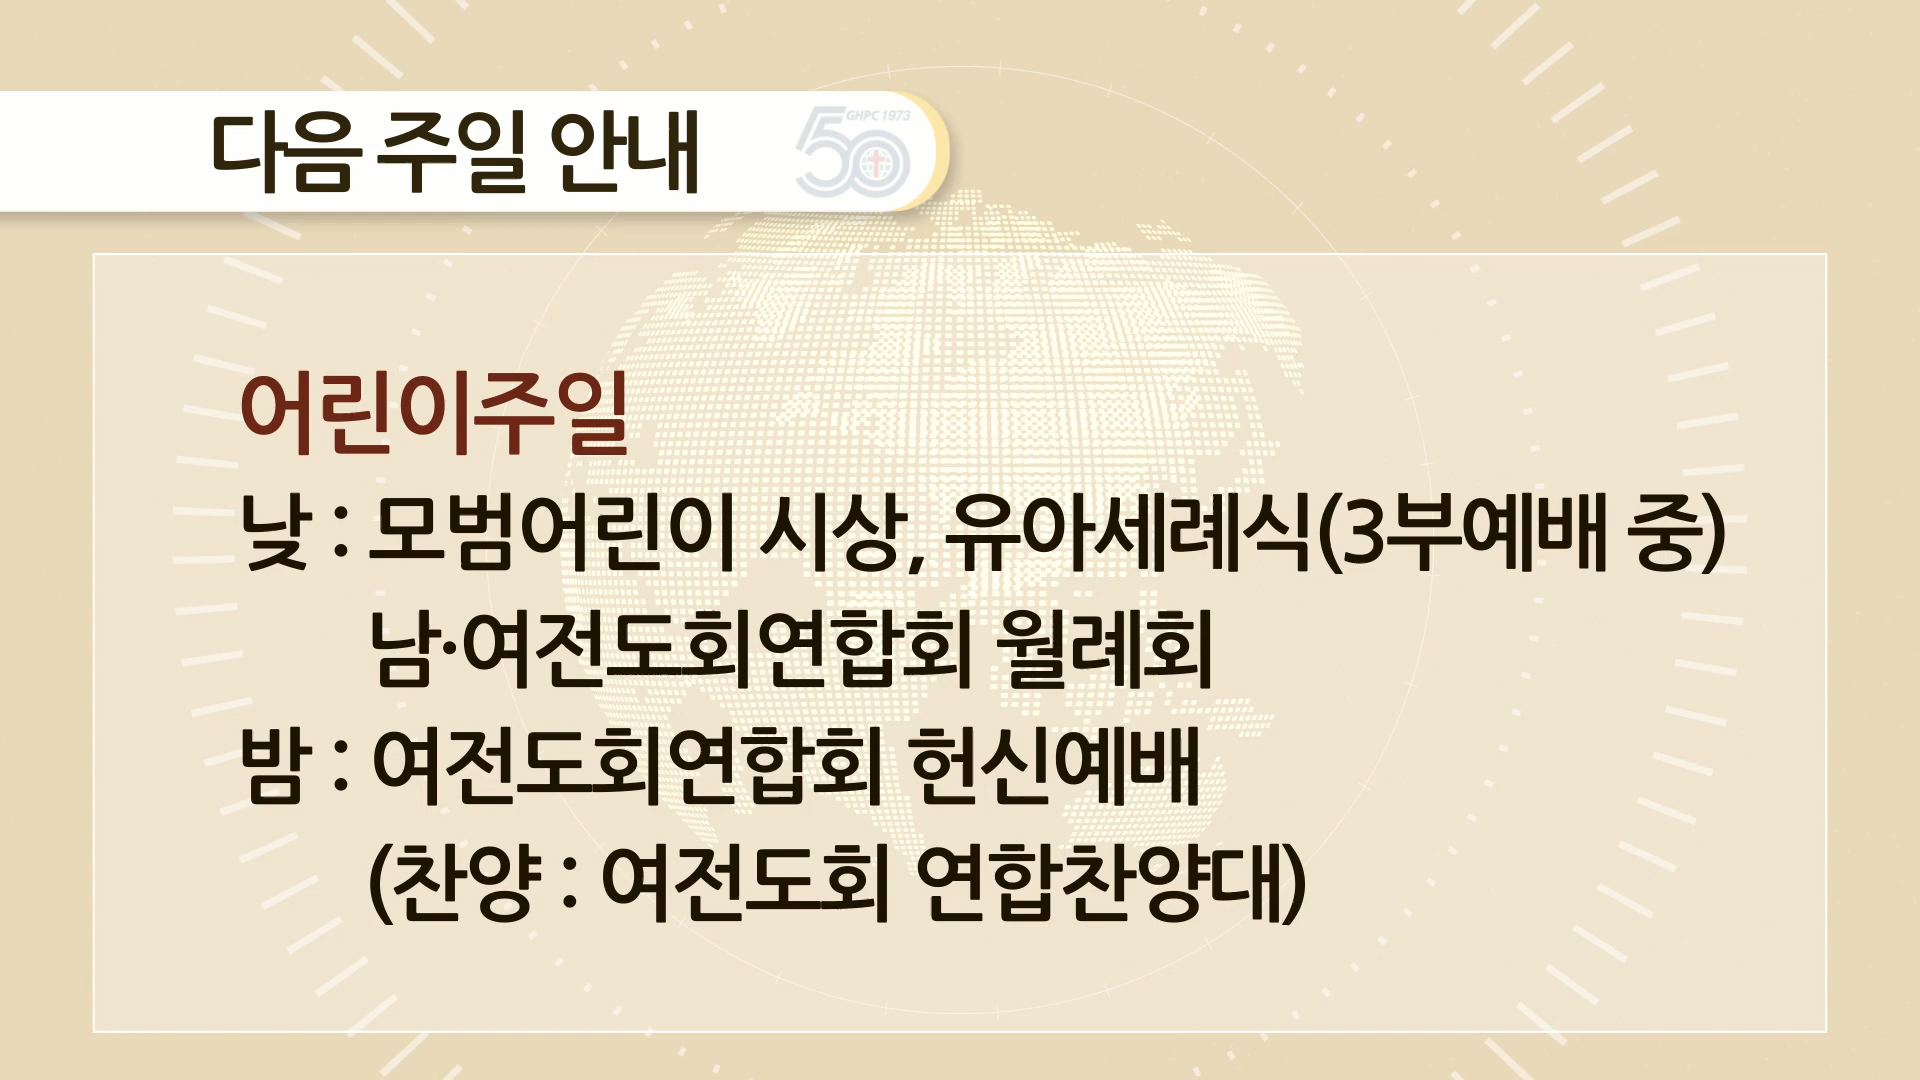 다음 주일 안내
GHPC 1973
50
어린이주일
낮 : 모범어린이 시상, 유아세례식(3부예배 중)
남·여전도회연합회 월례회
밤 : 여전도회연합회 헌신예배
(찬양 : 여전도회 연합찬양대)